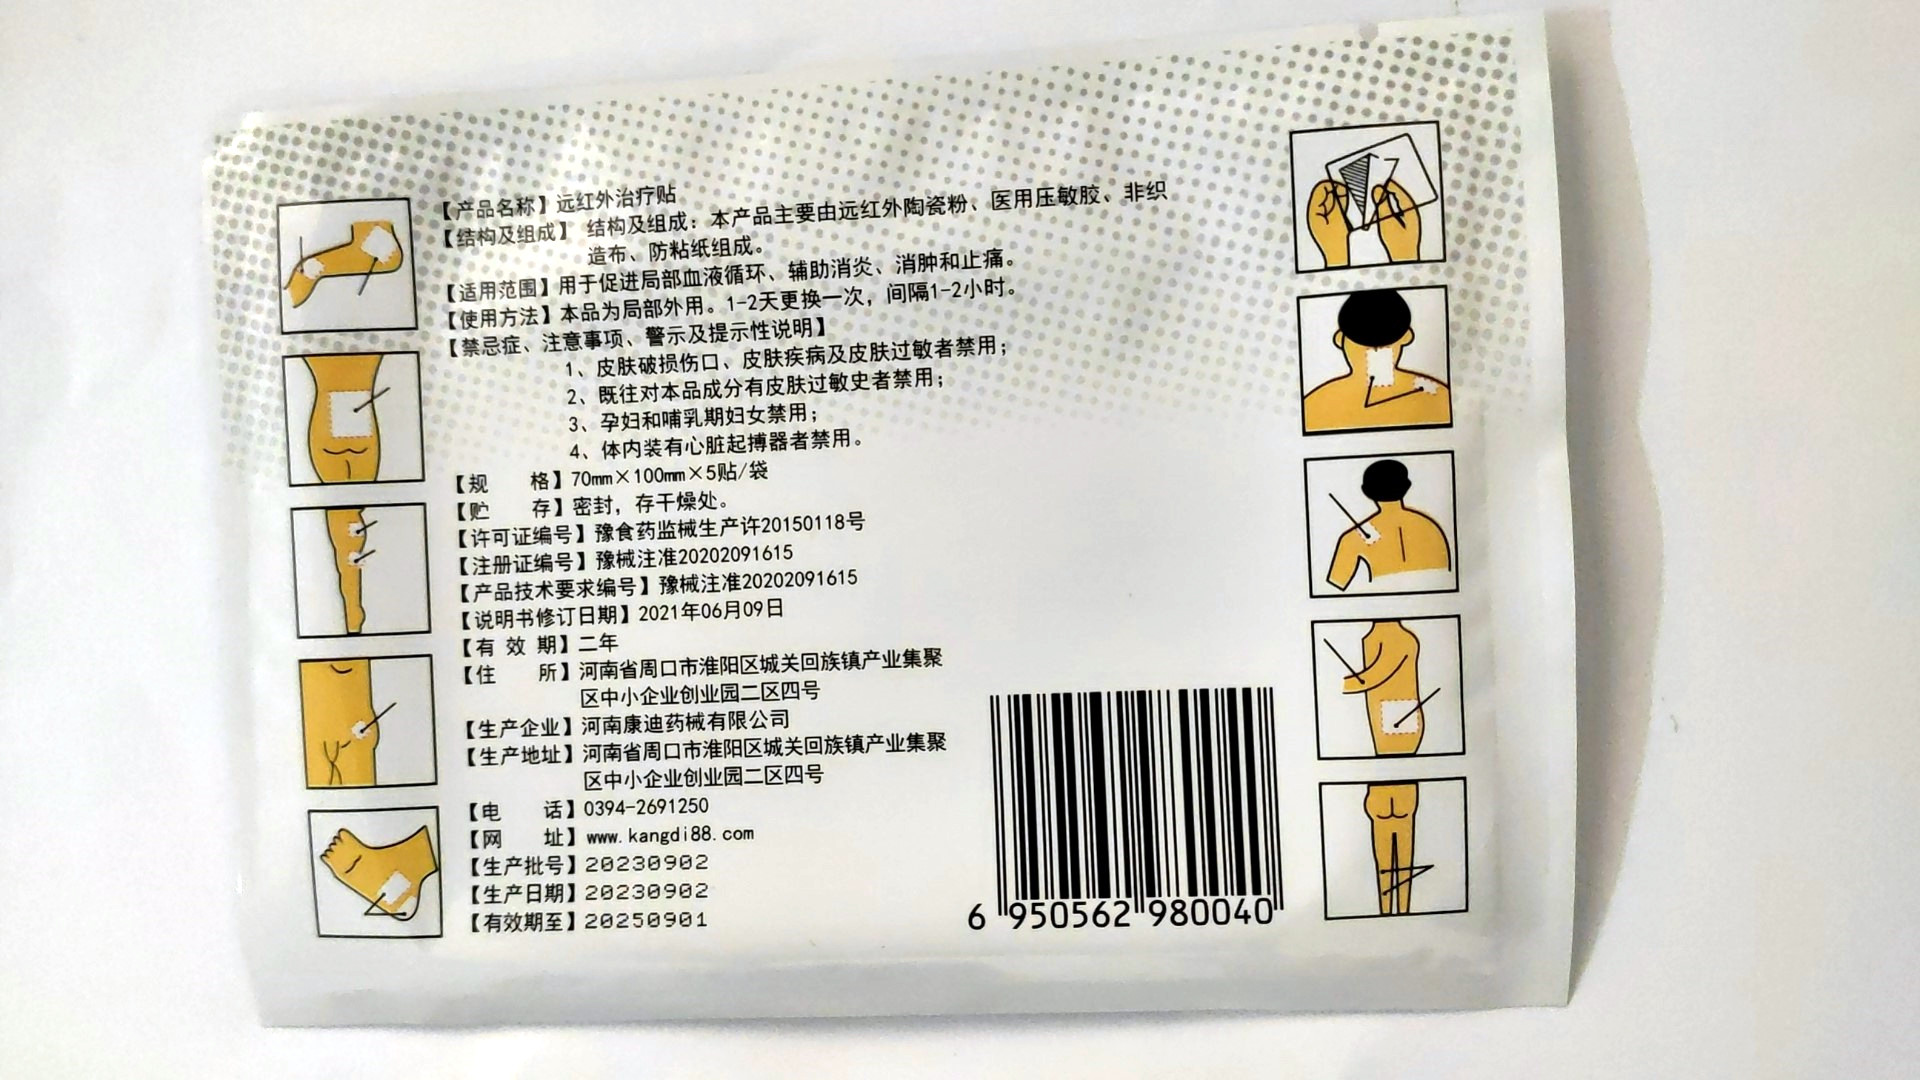 【产品名称】远红外治疗贴
【结构及组成】 结构及组成：本产品主要由远红外陶瓷粉、医用压敏胶、非织
造布、防粘纸组成。
【适用范围】用于促进局部血液循环、辅助消炎、消肿和止痛。
【使用方法】本品为局部外用。1-2天更换一次，间隔1-2小时。
【禁忌症、注意事项、警示及提示性说明】
1、皮肤破损伤口、皮肤疾病及皮肤过敏者禁用；
2、既往对本品成分有皮肤过敏史者禁用；
3、孕妇和哺乳期妇女禁用；
4、体内装有心脏起搏器者禁用。
【规 格】70mm×100mm×5贴/袋
【贮 存】密封，存干燥处。
【许可证编号】豫食药监械生产许20150118号
【注册证编号】豫械注准20202091615
【产品技术要求编号】豫械注准20202091615
【说明书修订日期】2021年06月09日
【有 效 期】二年
【住 所】河南省周口市淮阳区城关回族镇产业集聚
区中小企业创业园二区四号
【生产企业】河南康迪药械有限公司
【生产地址】河南省周口市淮阳区城关回族镇产业集聚
区中小企业创业园二区四号
【电 话】0394-2691250
【网 址】www.kangdi88.com
【生产批号】20230902
【生产日期】20230902
【有效期至】20250901
6 950562 980040